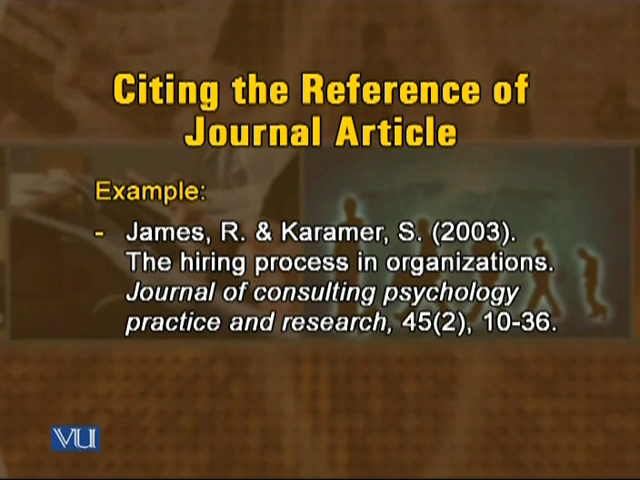 Citing the Reference of
Journal Article
Example:
- James, R. & Karamer, S. (2003).
The hiring process in organizations.
Journal of consulting psychology
practice and research, 45(2), 10-36.
VU